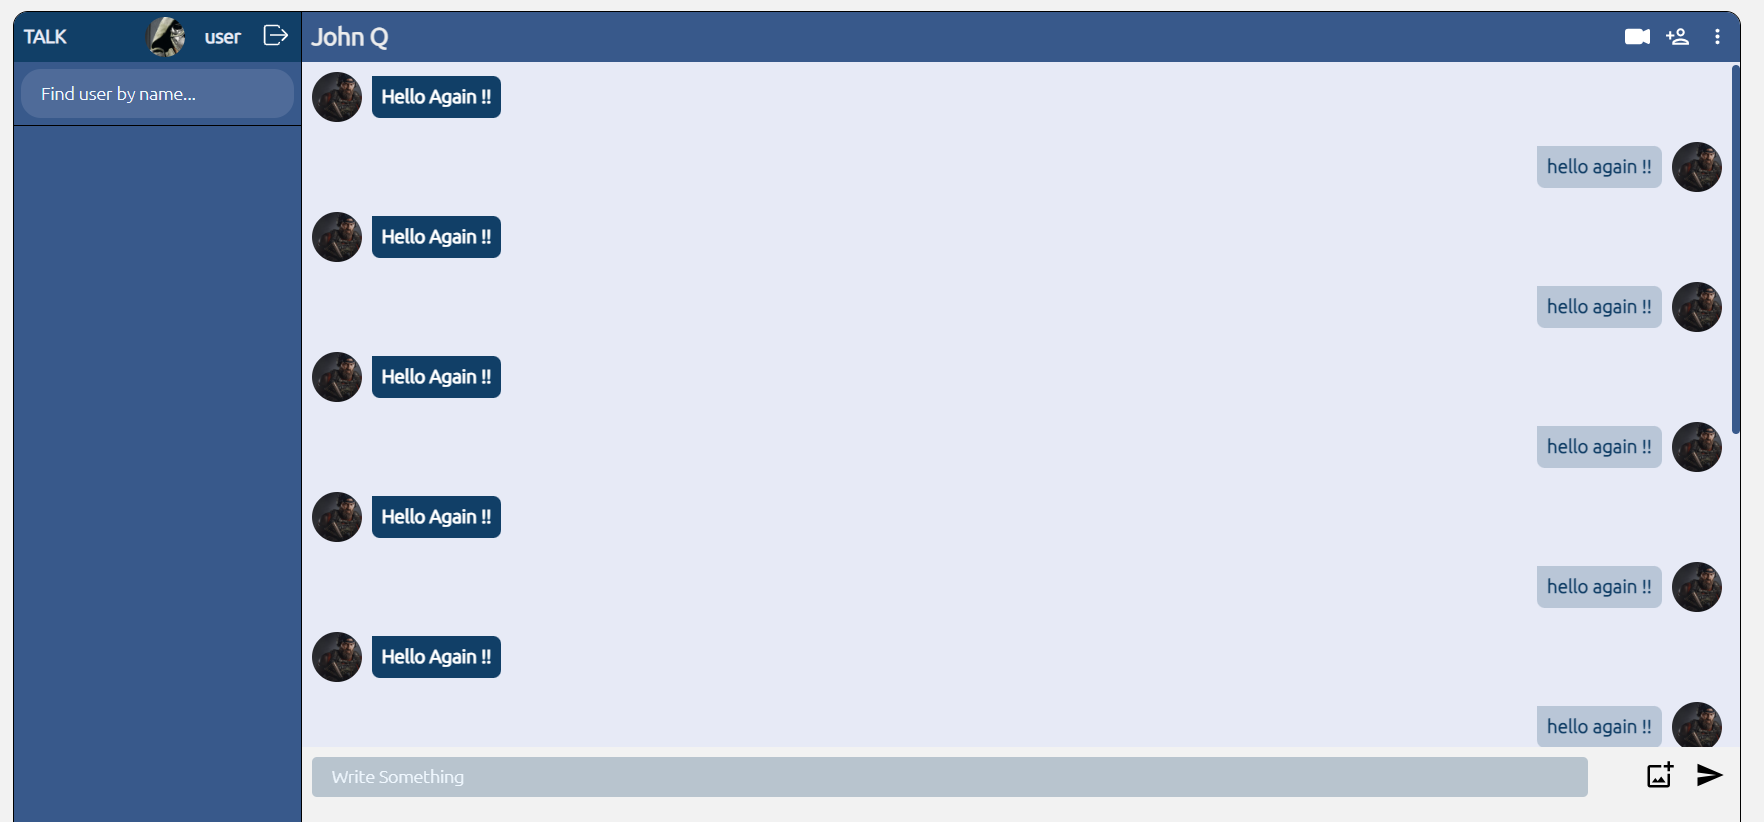 TALK
user
Find user by name...
John Q
Hello Again !!
hello again !!
Hello Again !!
hello again !!
Hello Again !!
hello again !!
Hello Again !!
hello again !!
Hello Again !!
hello again !!
Write Something